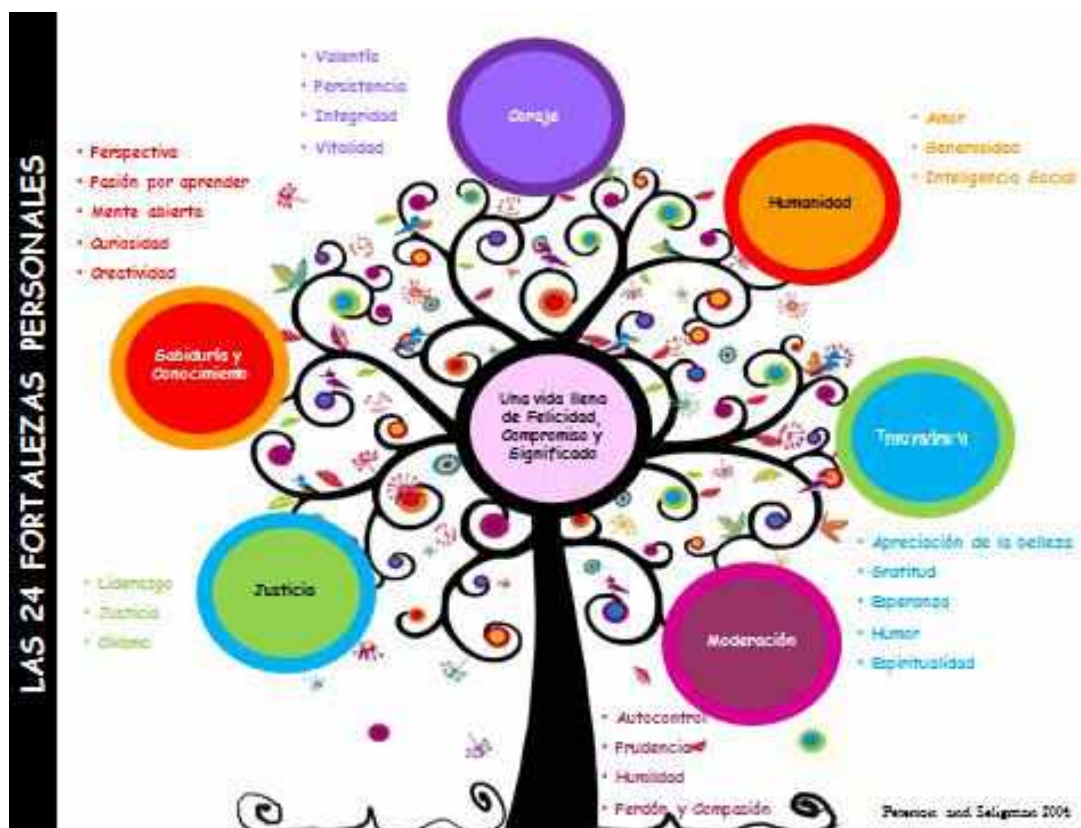 LAS 24 FORTALEZAS PERSONALES
• Valentía
• Persistencia
• Integridad
• Vitalidad
Coraje
• Perspectiva
• Pasión por aprender
• Mente abierta
• Curiosidad
• Creatividad
Sabiduría y
Conocimiento
• Amor
• Generosidad
• Inteligencia Social
Humanidad
Una vida llena
de Felicidad,
Compromiso y
Significado
• Apreciación de la belleza
• Gratitud
• Esperanza
• Humor
• Espiritualidad
• Liderazgo
• Justicia
Justicia
Moderación
• Autocontrol
• Prudencia
• Humildad
• Perdón y Compasión
Peterson and Seligman 2004